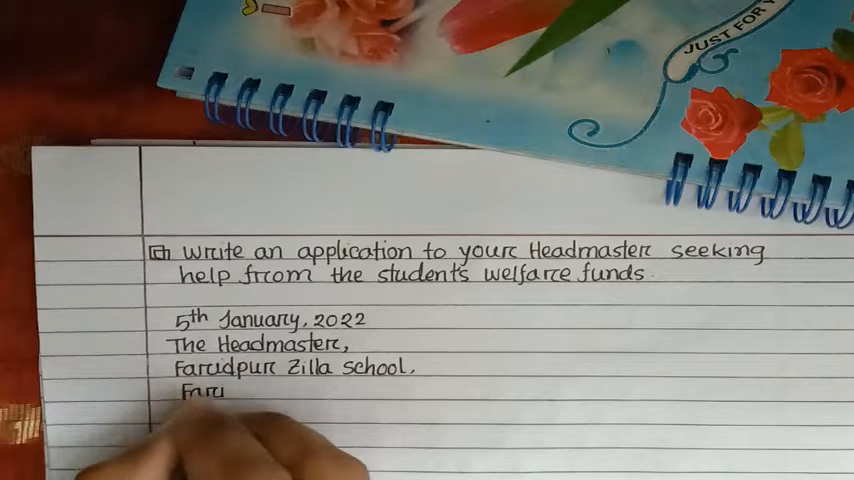 JUST FOR Y
Write an application to your Headmaster seeking
help from the student's welfare funds.
5th January, 2022
The Headmaster,
Faridpur Zilla school,
Fari